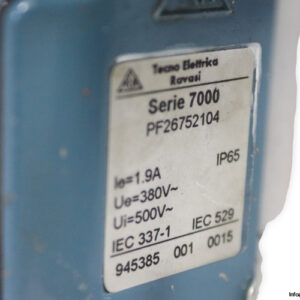 Tecno Elettrica
Ravasi
Serie 7000
PF26752104
IP65
Ie=1.9A
Ue=380V~
Ui=500V~
IEC 337-1 IEC 529
945385 001 0015